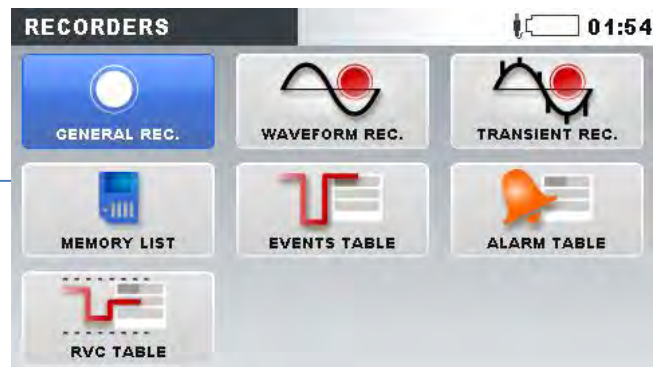 RECORDERS
01:54
GENERAL REC.
WAVEFORM REC.
TRANSIENT REC.
MEMORY LIST
EVENTS TABLE
ALARM TABLE
RVC TABLE